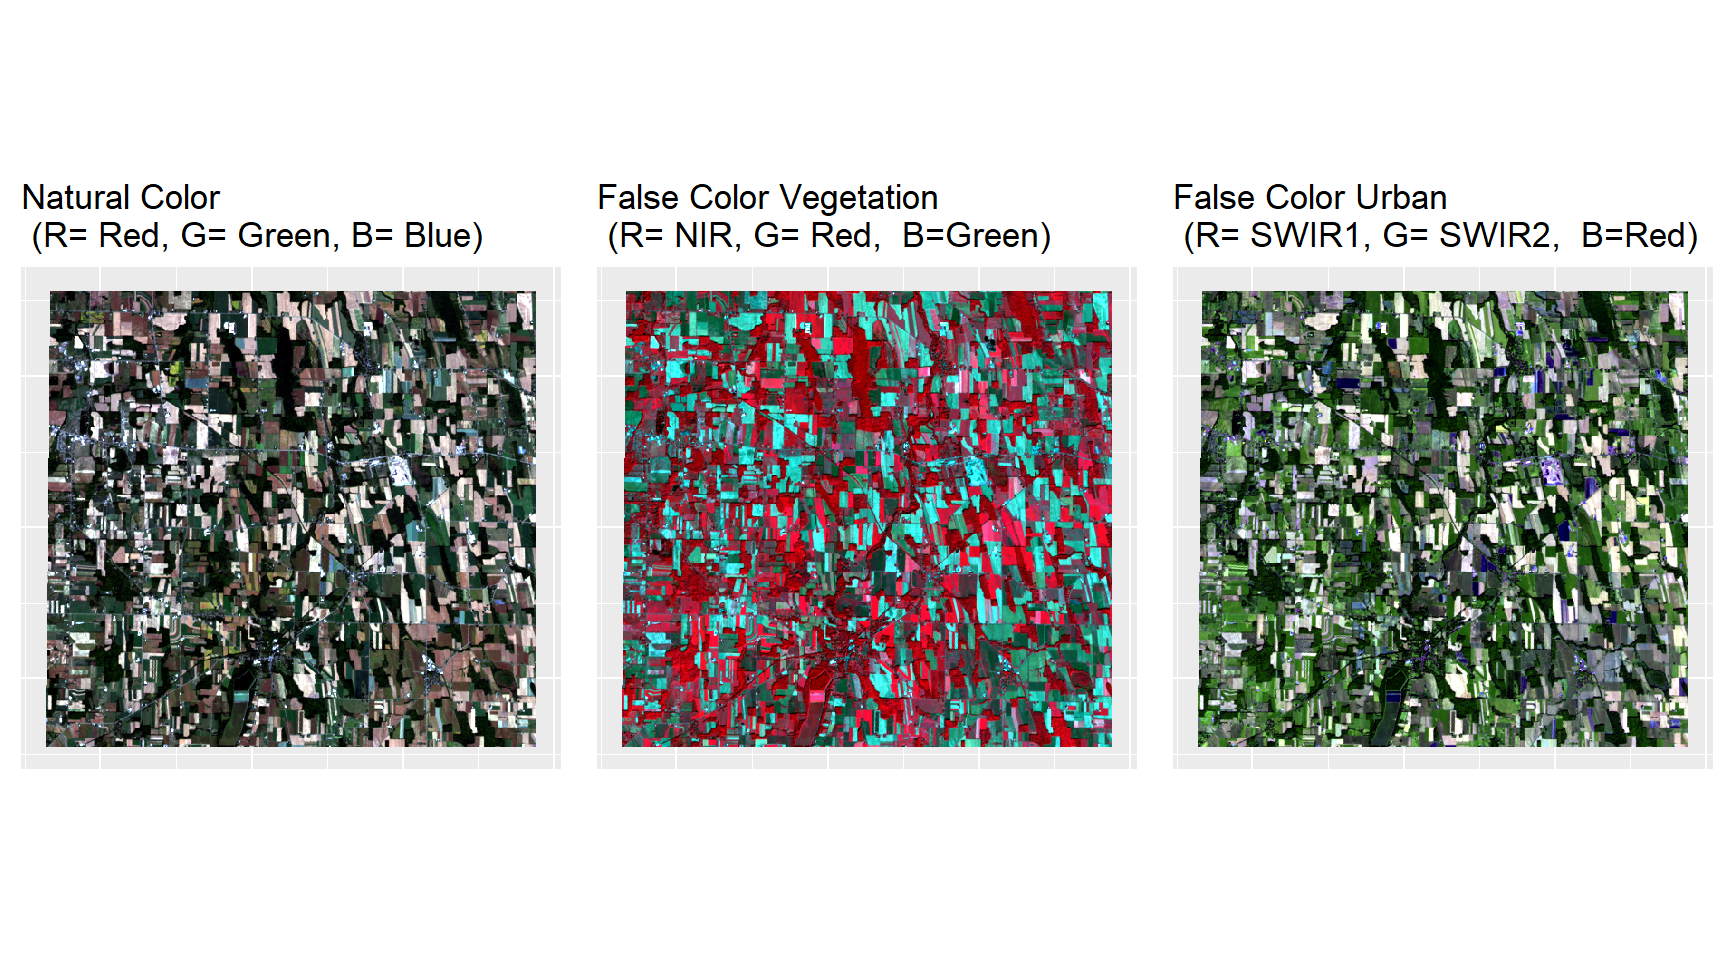 Natural Color
(R= Red, G= Green, B= Blue)
False Color Vegetation
(R= NIR, G= Red,  B=Green)
False Color Urban
(R= SWIR1, G= SWIR2,  B=Red)